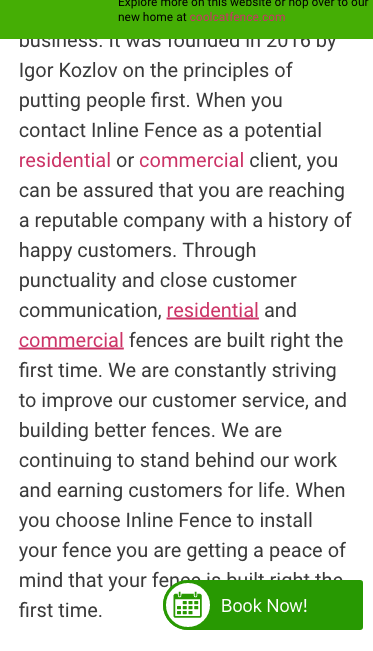 Explore more on this website or hop over to our
new home at coolcatfence.com
business. It was founded in 2016 by
Igor Kozlov on the principles of
putting people first. When you
contact Inline Fence as a potential
residential or commercial client, you
can be assured that you are reaching
a reputable company with a history of
happy customers. Through
punctuality and close customer
communication, residential and
commercial fences are built right the
first time. We are constantly striving
to improve our customer service, and
building better fences. We are
continuing to stand behind our work
and earning customers for life. When
you choose Inline Fence to install
your fence you are getting a peace of
mind that your fence is built right the
first time.
Book Now!